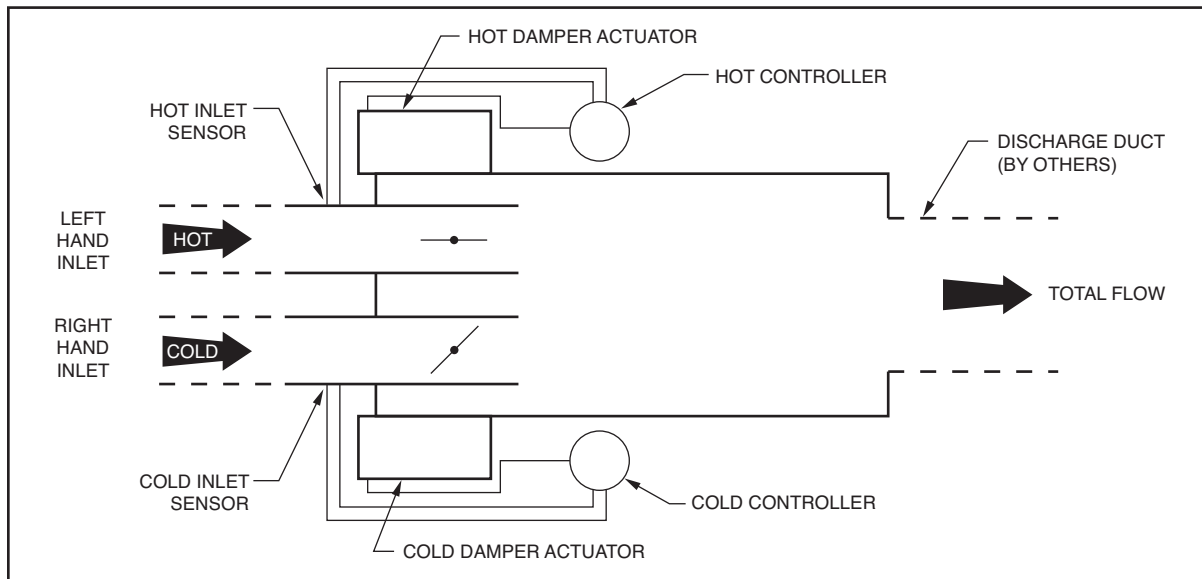 HOT DAMPER ACTUATOR
HOT CONTROLLER
HOT INLET
SENSOR
DISCHARGE DUCT
(BY OTHERS)
LEFT
HAND
INLET
HOT
TOTAL FLOW
RIGHT
HAND
INLET
COLD
COLD INLET
SENSOR
COLD CONTROLLER
COLD DAMPER ACTUATOR